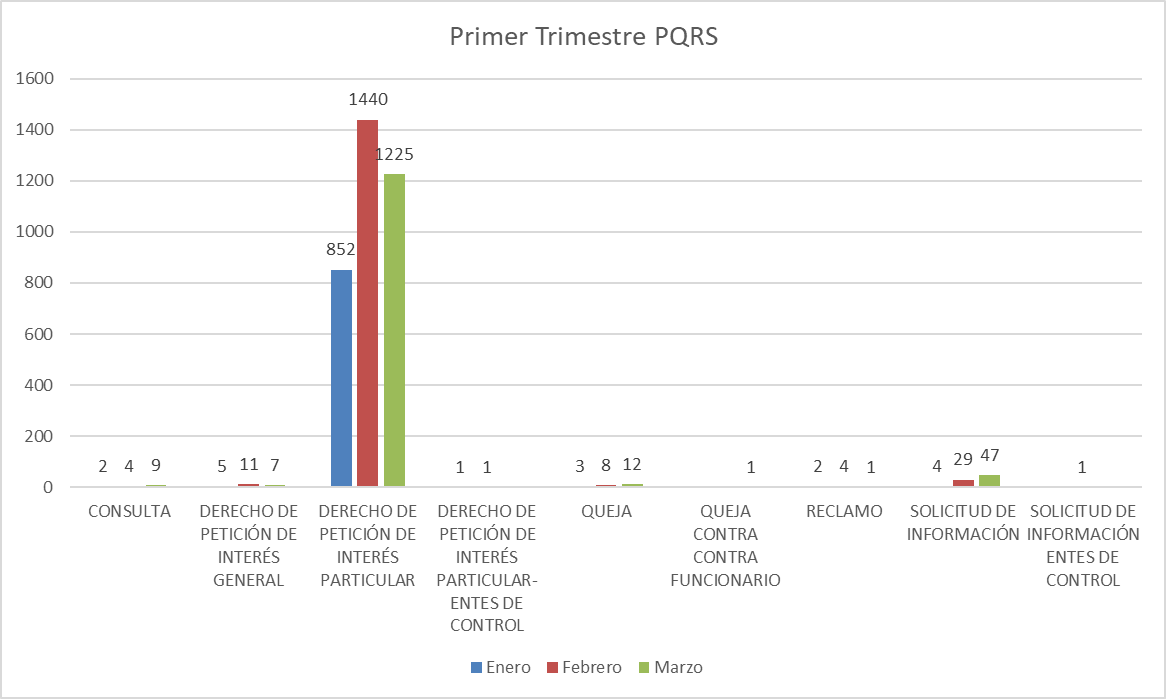 Primer Trimestre PQRS
1600
1400
1200
1000
800
600
400
200
0
1440
1225
852
2 4 9
5 11 7
1 1
3 8 12
1
2 4 1
4 29 47
1
CONSULTA
DERECHO DE
PETICIÓN DE
INTERÉS
GENERAL
DERECHO DE
PETICIÓN DE
INTERÉS
PARTICULAR
DERECHO DE
PETICIÓN DE
INTERÉS
PARTICULAR-
ENTES DE
CONTROL
QUEJA
QUEJA
CONTRA
CONTRA
FUNCIONARIO
RECLAMO
SOLICITUD DE
INFORMACIÓN
SOLICITUD DE
INFORMACIÓN
ENTES DE
CONTROL
Enero Febrero Marzo